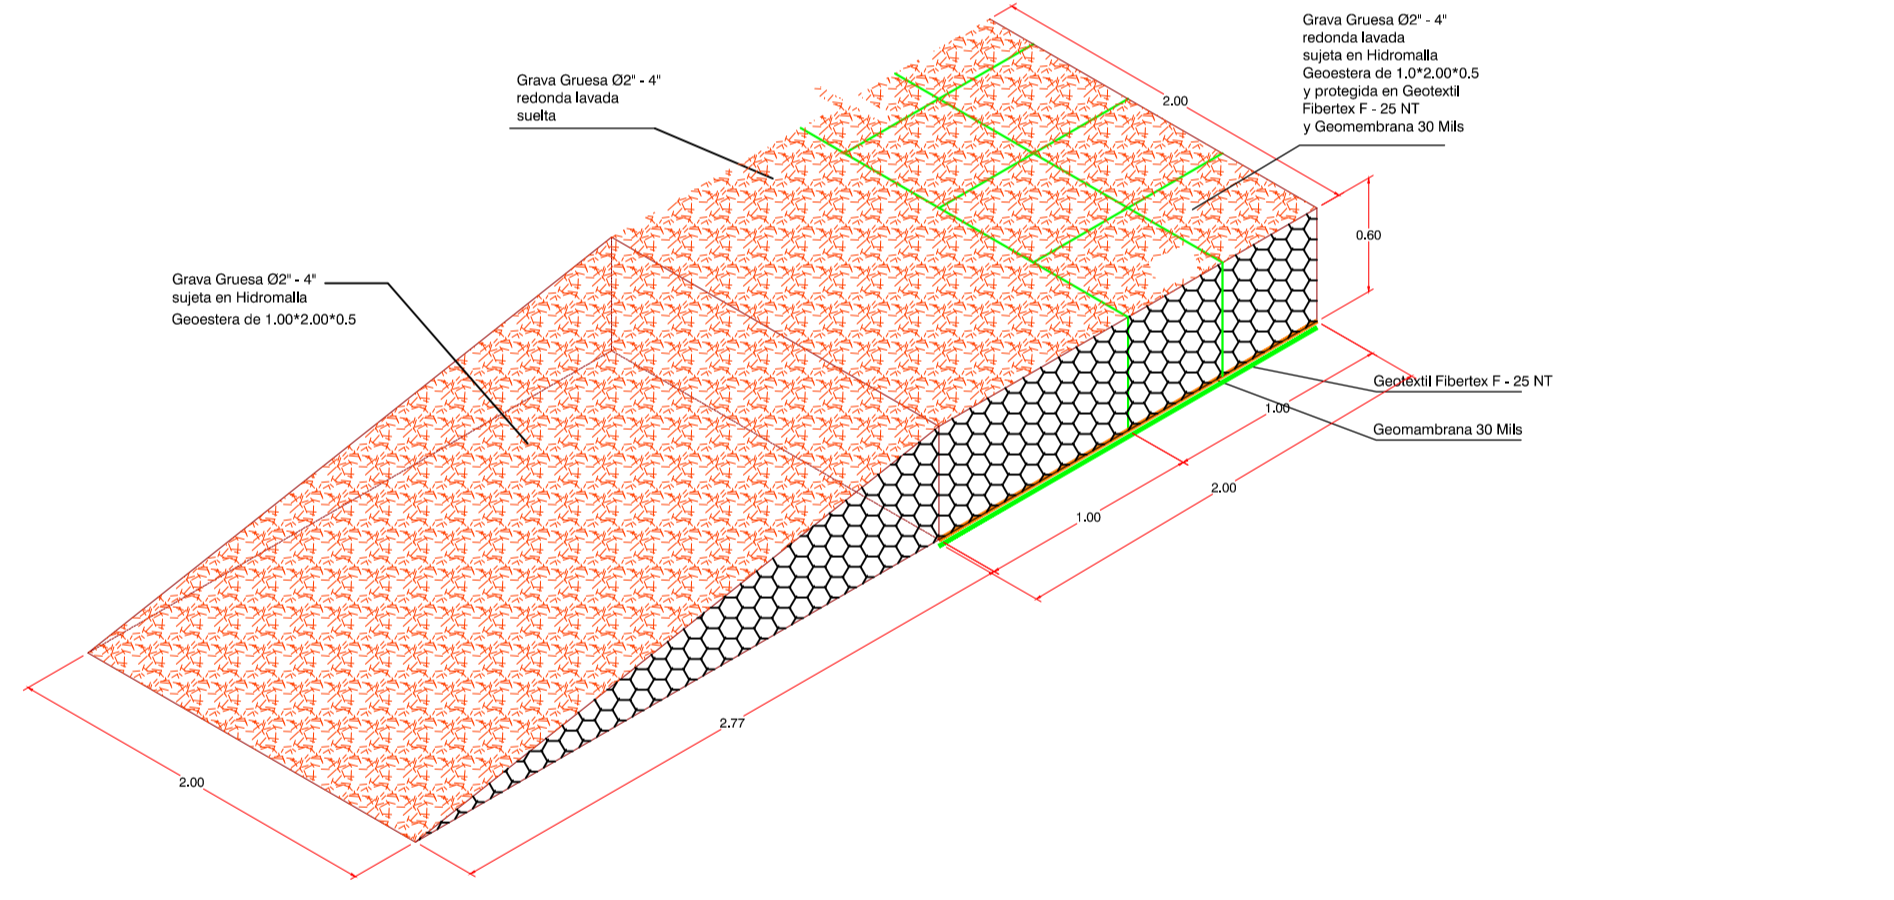 Grava Gruesa Ø2" - 4"
redonda lavada
sujeta en Hidromalla
Geoestera de 1.0*2.00*0.5
y protegida en Geotextil
Fibertex F - 25 NT
y Geomembrana 30 Mils
Grava Gruesa Ø2" - 4"
redonda lavada
suelta
2.00
0.60
Grava Gruesa Ø2" - 4"
sujeta en Hidromalla
Geoestera de 1.00*2.00*0.5
Geotextil Fibertex F - 25 NT
1.00
Geomambrana 30 Mils
2.00
1.00
2.77
2.00